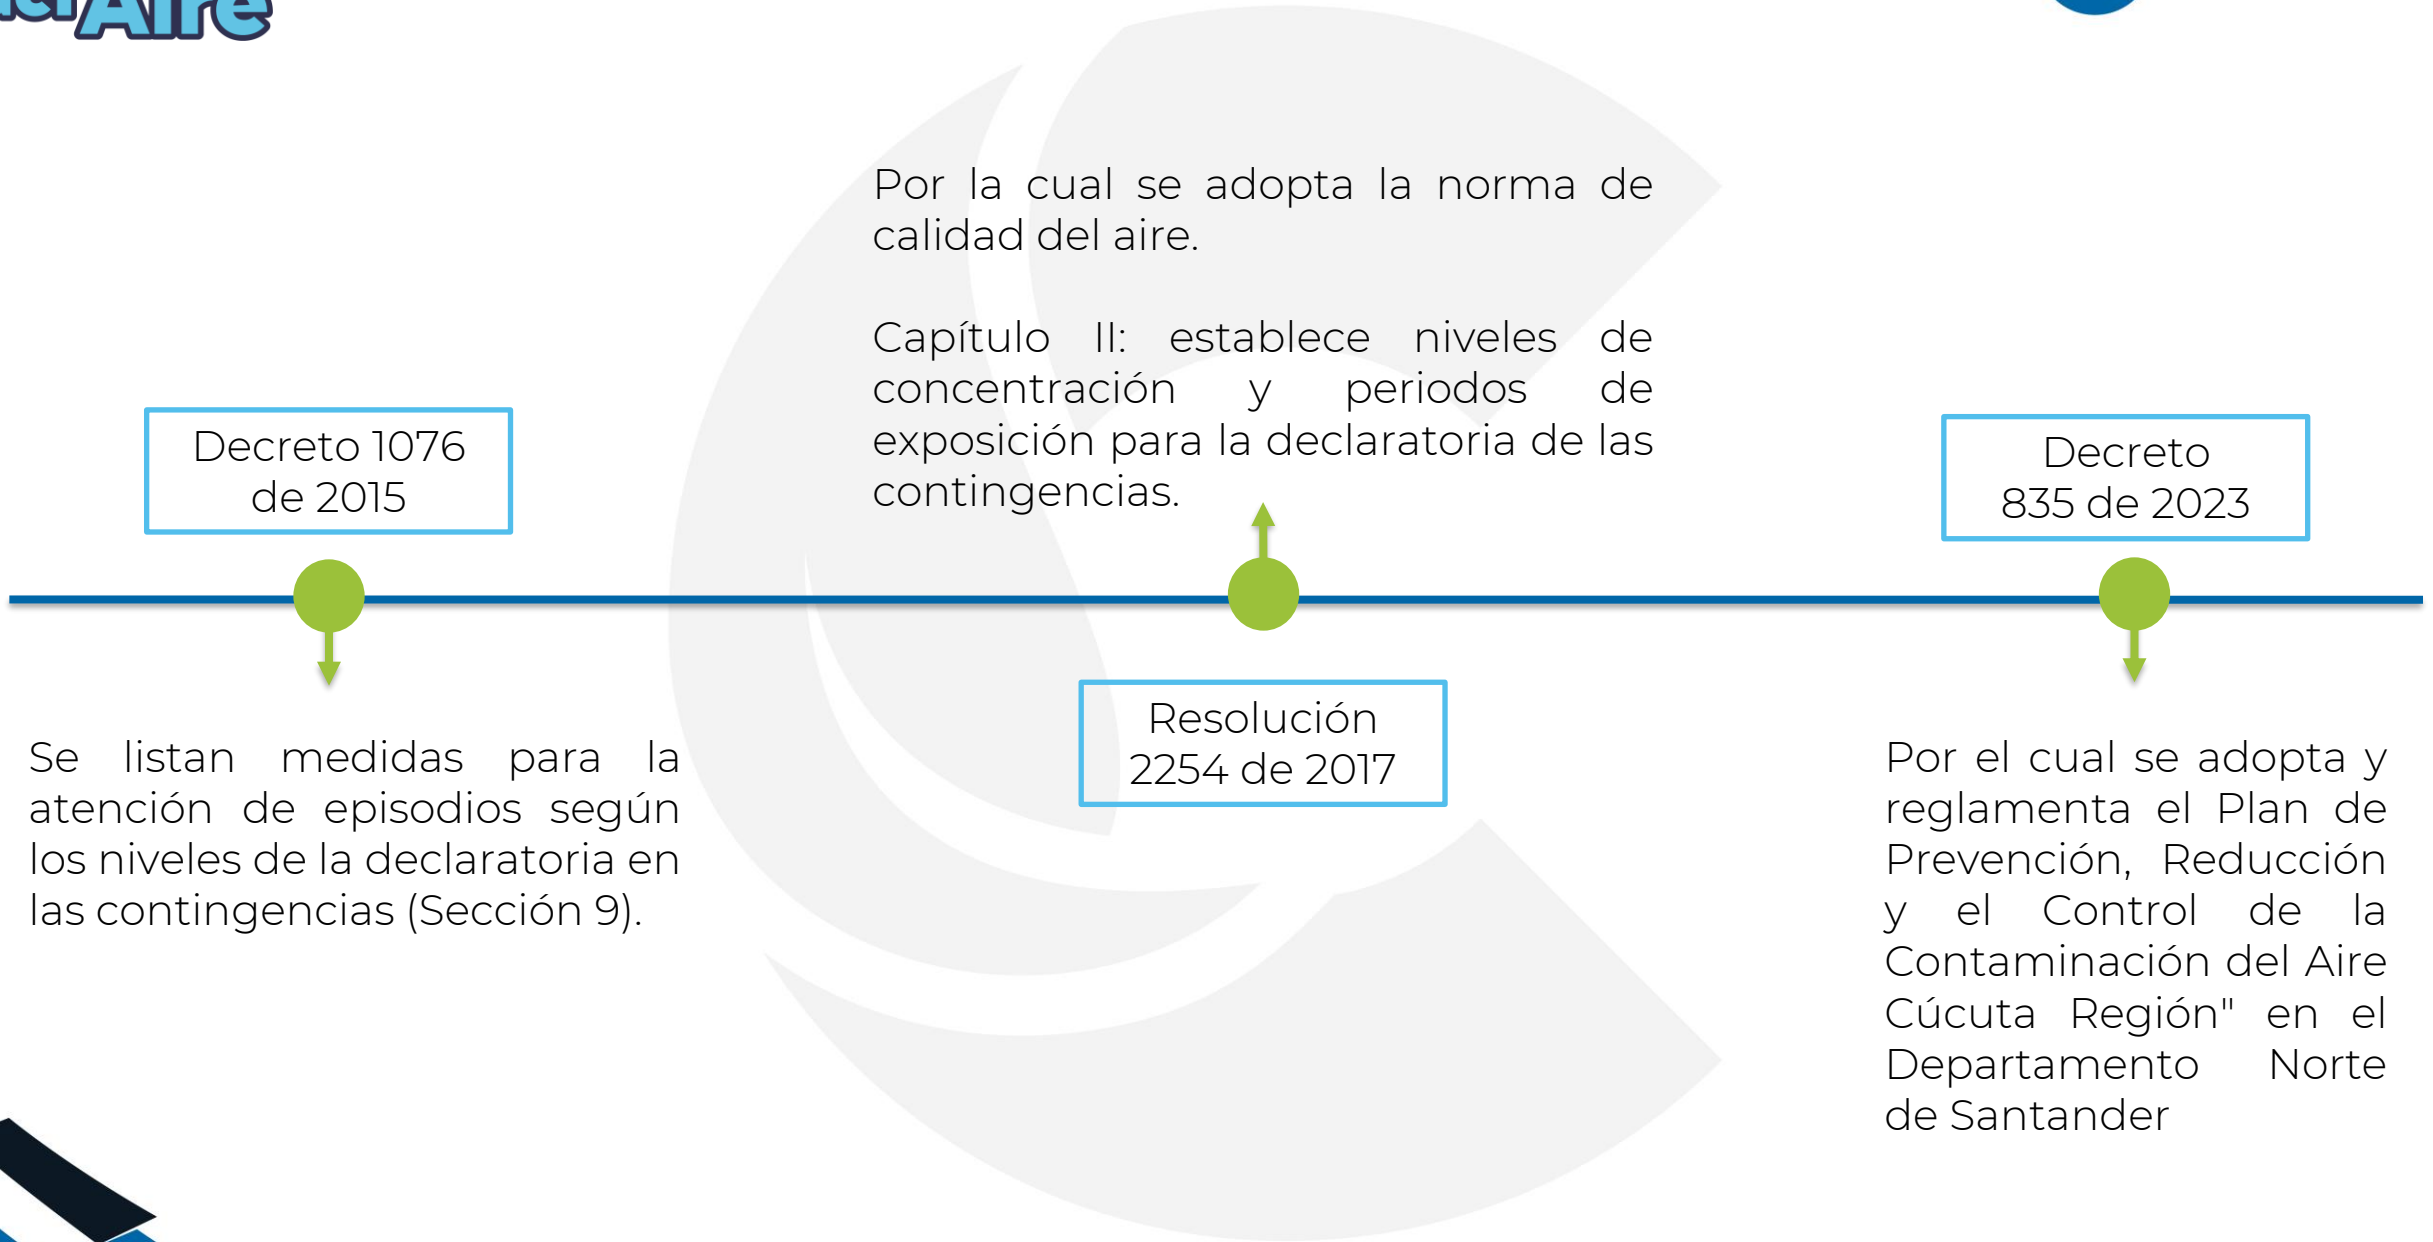 Aire
Por la cual se adopta la norma de
calidad del aire.
Capítulo II: establece niveles de
concentración y periodos de
exposición para la declaratoria de las
contingencias.
Decreto 1076
de 2015
Decreto
835 de 2023
Resolución
2254 de 2017
Se listan medidas para la
atención de episodios según
los niveles de la declaratoria en
las contingencias (Sección 9).
Por el cual se adopta y
reglamenta el Plan de
Prevención, Reducción
y el Control de la
Contaminación del Aire
Cúcuta Región" en el
Departamento Norte
de Santander